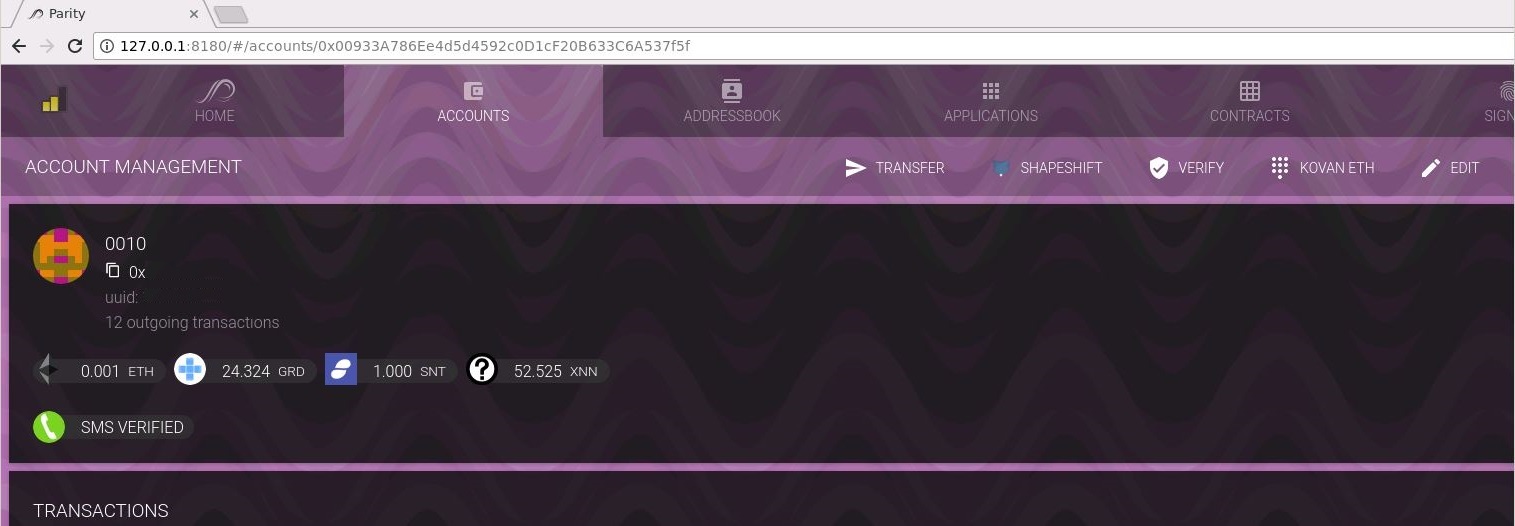 Parity
127.0.0.1:8180/#/accounts/0x00933A786Ee4d5d4592c0D1cF20B633C6A537f5f
HOME ACCOUNTS ADDRESSBOOK APPLICATIONS CONTRACTS SIGN
ACCOUNT MANAGEMENT TRANSFER SHAPESHIFT VERIFY KOVAN ETH EDIT
0010
0x
uuid:
12 outgoing transactions
0.001 ETH 24.324 GRD 1.000 SNT 52.525 XNN
SMS VERIFIED
TRANSACTIONS